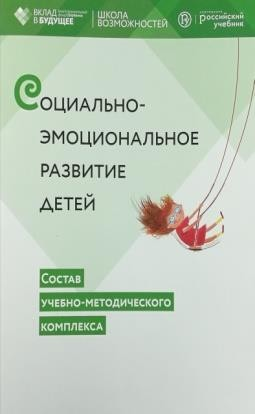 ВКЛАД
В БУДУЩЕЕ
ШКОЛА
ВОЗМОЖНОСТЕЙ
российский
учебник
Социально-
эмоциональное
развитие
детей
Состав
учебно-методического
комплекса